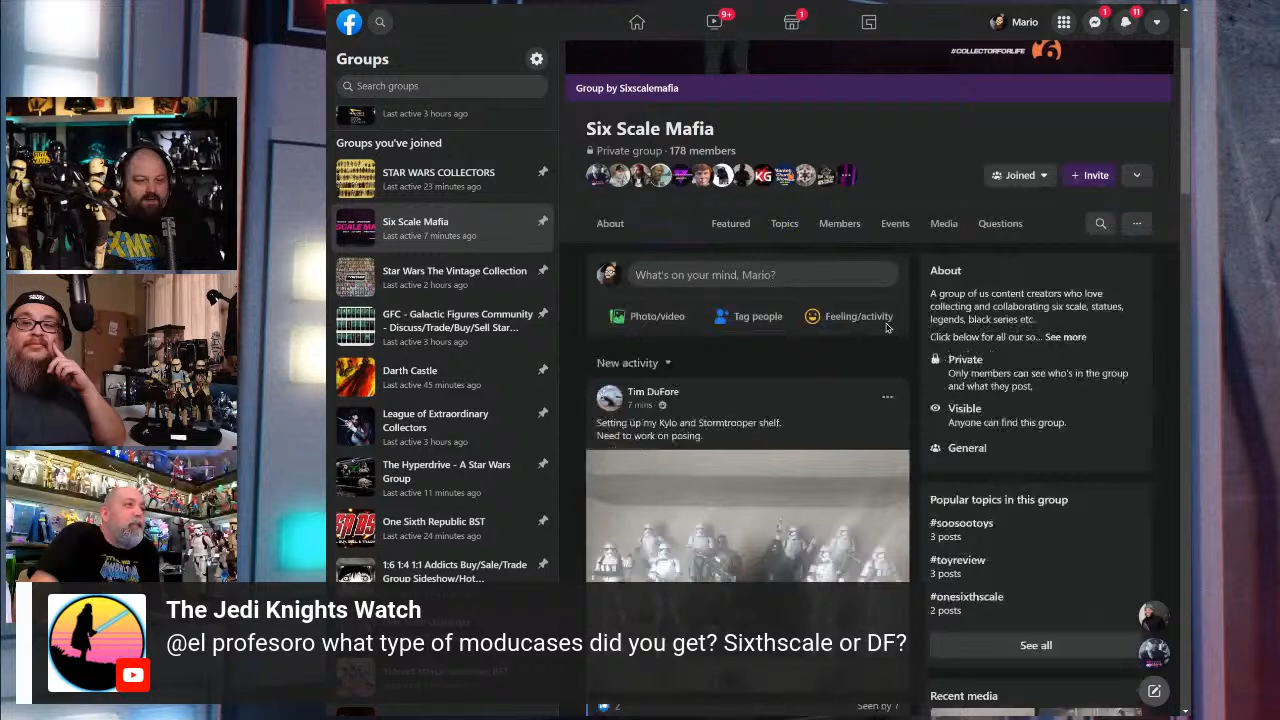 Mario
9+
1
1
11
Groups
Search groups
Last active 3 hours ago
Groups you've joined
STAR WARS COLLECTORS
Last active 23 minutes ago
Six Scale Mafia
Last active 7 minutes ago
Star Wars The Vintage Collection
Last active 2 hours ago
GFC - Galactic Figures Community
- Discuss/Trade/Buy/Sell Star...
Last active 3 hours ago
Darth Castle
Last active 45 minutes ago
League of Extraordinary
Collectors
Last active 3 hours ago
The Hyperdrive - A Star Wars
Group
Last active 11 minutes ago
One Sixth Republic BST
Last active 24 minutes ago
1:6 1:4 1:1 Addicts Buy/Sale/Trade
Group Sideshow/Hot...
//COLLECTORFORLIFE
Group by Sixscalemafia
Six Scale Mafia
Private group · 178 members
KG
Joined
+ Invite
About
Featured
Topics
Members
Events
Media
Questions
What's on your mind, Mario?
Photo/video
Tag people
Feeling/activity
New activity
Tim DuFore
7 mins
Setting up my Kylo and Stormtrooper shelf.
Need to work on posing.
2
Seen by 7
About
A group of us content creators who love
collecting and collaborating six scale, statues,
legends, black series etc.
Click below for all our so... See more
Private
Only members can see who's in the group
and what they post.
Visible
Anyone can find this group.
General
Popular topics in this group
#soosootoys
3 posts
#toyreview
3 posts
#onesixthscale
2 posts
See all
Recent media
The Jedi Knights Watch
@el profesoro what type of moducases did you get? Sixthscale or DF?